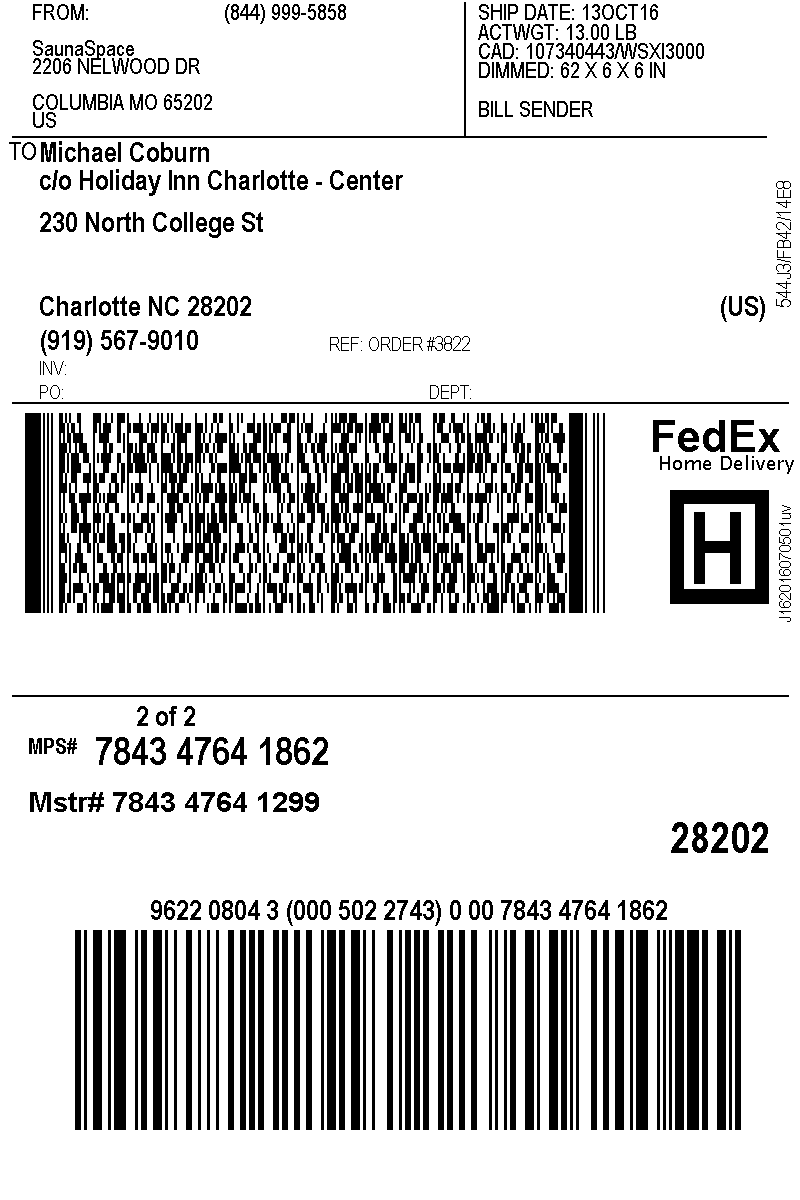 FROM: (844) 999-5858
SaunaSpace
2206 NELWOOD DR
COLUMBIA MO 65202
US
SHIP DATE: 13OCT16
ACTWGT: 13.00 LB
CAD: 107340443/WSXI3000
DIMMED: 62 X 6 X 6 IN
BILL SENDER
TO Michael Coburn
c/o Holiday Inn Charlotte - Center
230 North College St
Charlotte NC 28202 (US)
(919) 567-9010 REF: ORDER #3822
INV:
PO: DEPT:
544J3/FB42/14E8
FedEx
Home Delivery
H
J162016070501uv
2 of 2
MPS# 7843 4764 1862
Mstr# 7843 4764 1299
28202
9622 0804 3 (000 502 2743) 0 00 7843 4764 1862